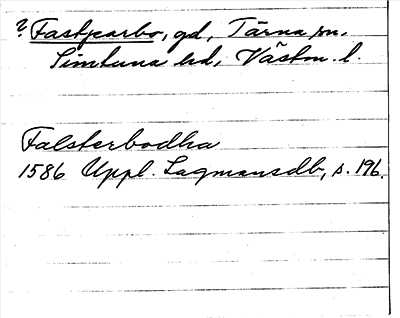 ? Fastjearbo, gd, Tärna sn,
Simtuna hd, Västm. l.
Falsterbodha
1586 Uppl. Lagmansdb, s. 196.